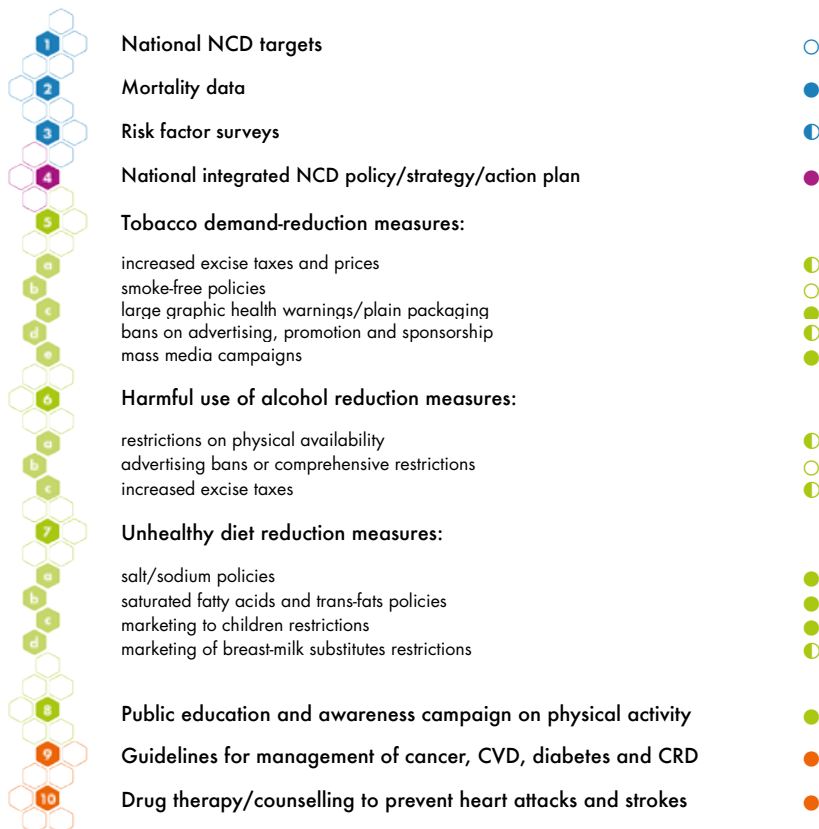 1 National NCD targets
2 Mortality data
3 Risk factor surveys
4 National integrated NCD policy/strategy/action plan
5 Tobacco demand-reduction measures:
a increased excise taxes and prices
b smoke-free policies
c large graphic health warnings/plain packaging
d bans on advertising, promotion and sponsorship
e mass media campaigns
6 Harmful use of alcohol reduction measures:
a restrictions on physical availability
b advertising bans or comprehensive restrictions
c increased excise taxes
7 Unhealthy diet reduction measures:
a salt/sodium policies
b saturated fatty acids and trans-fats policies
c marketing to children restrictions
d marketing of breast-milk substitutes restrictions
8 Public education and awareness campaign on physical activity
9 Guidelines for management of cancer, CVD, diabetes and CRD
10 Drug therapy/counselling to prevent heart attacks and strokes